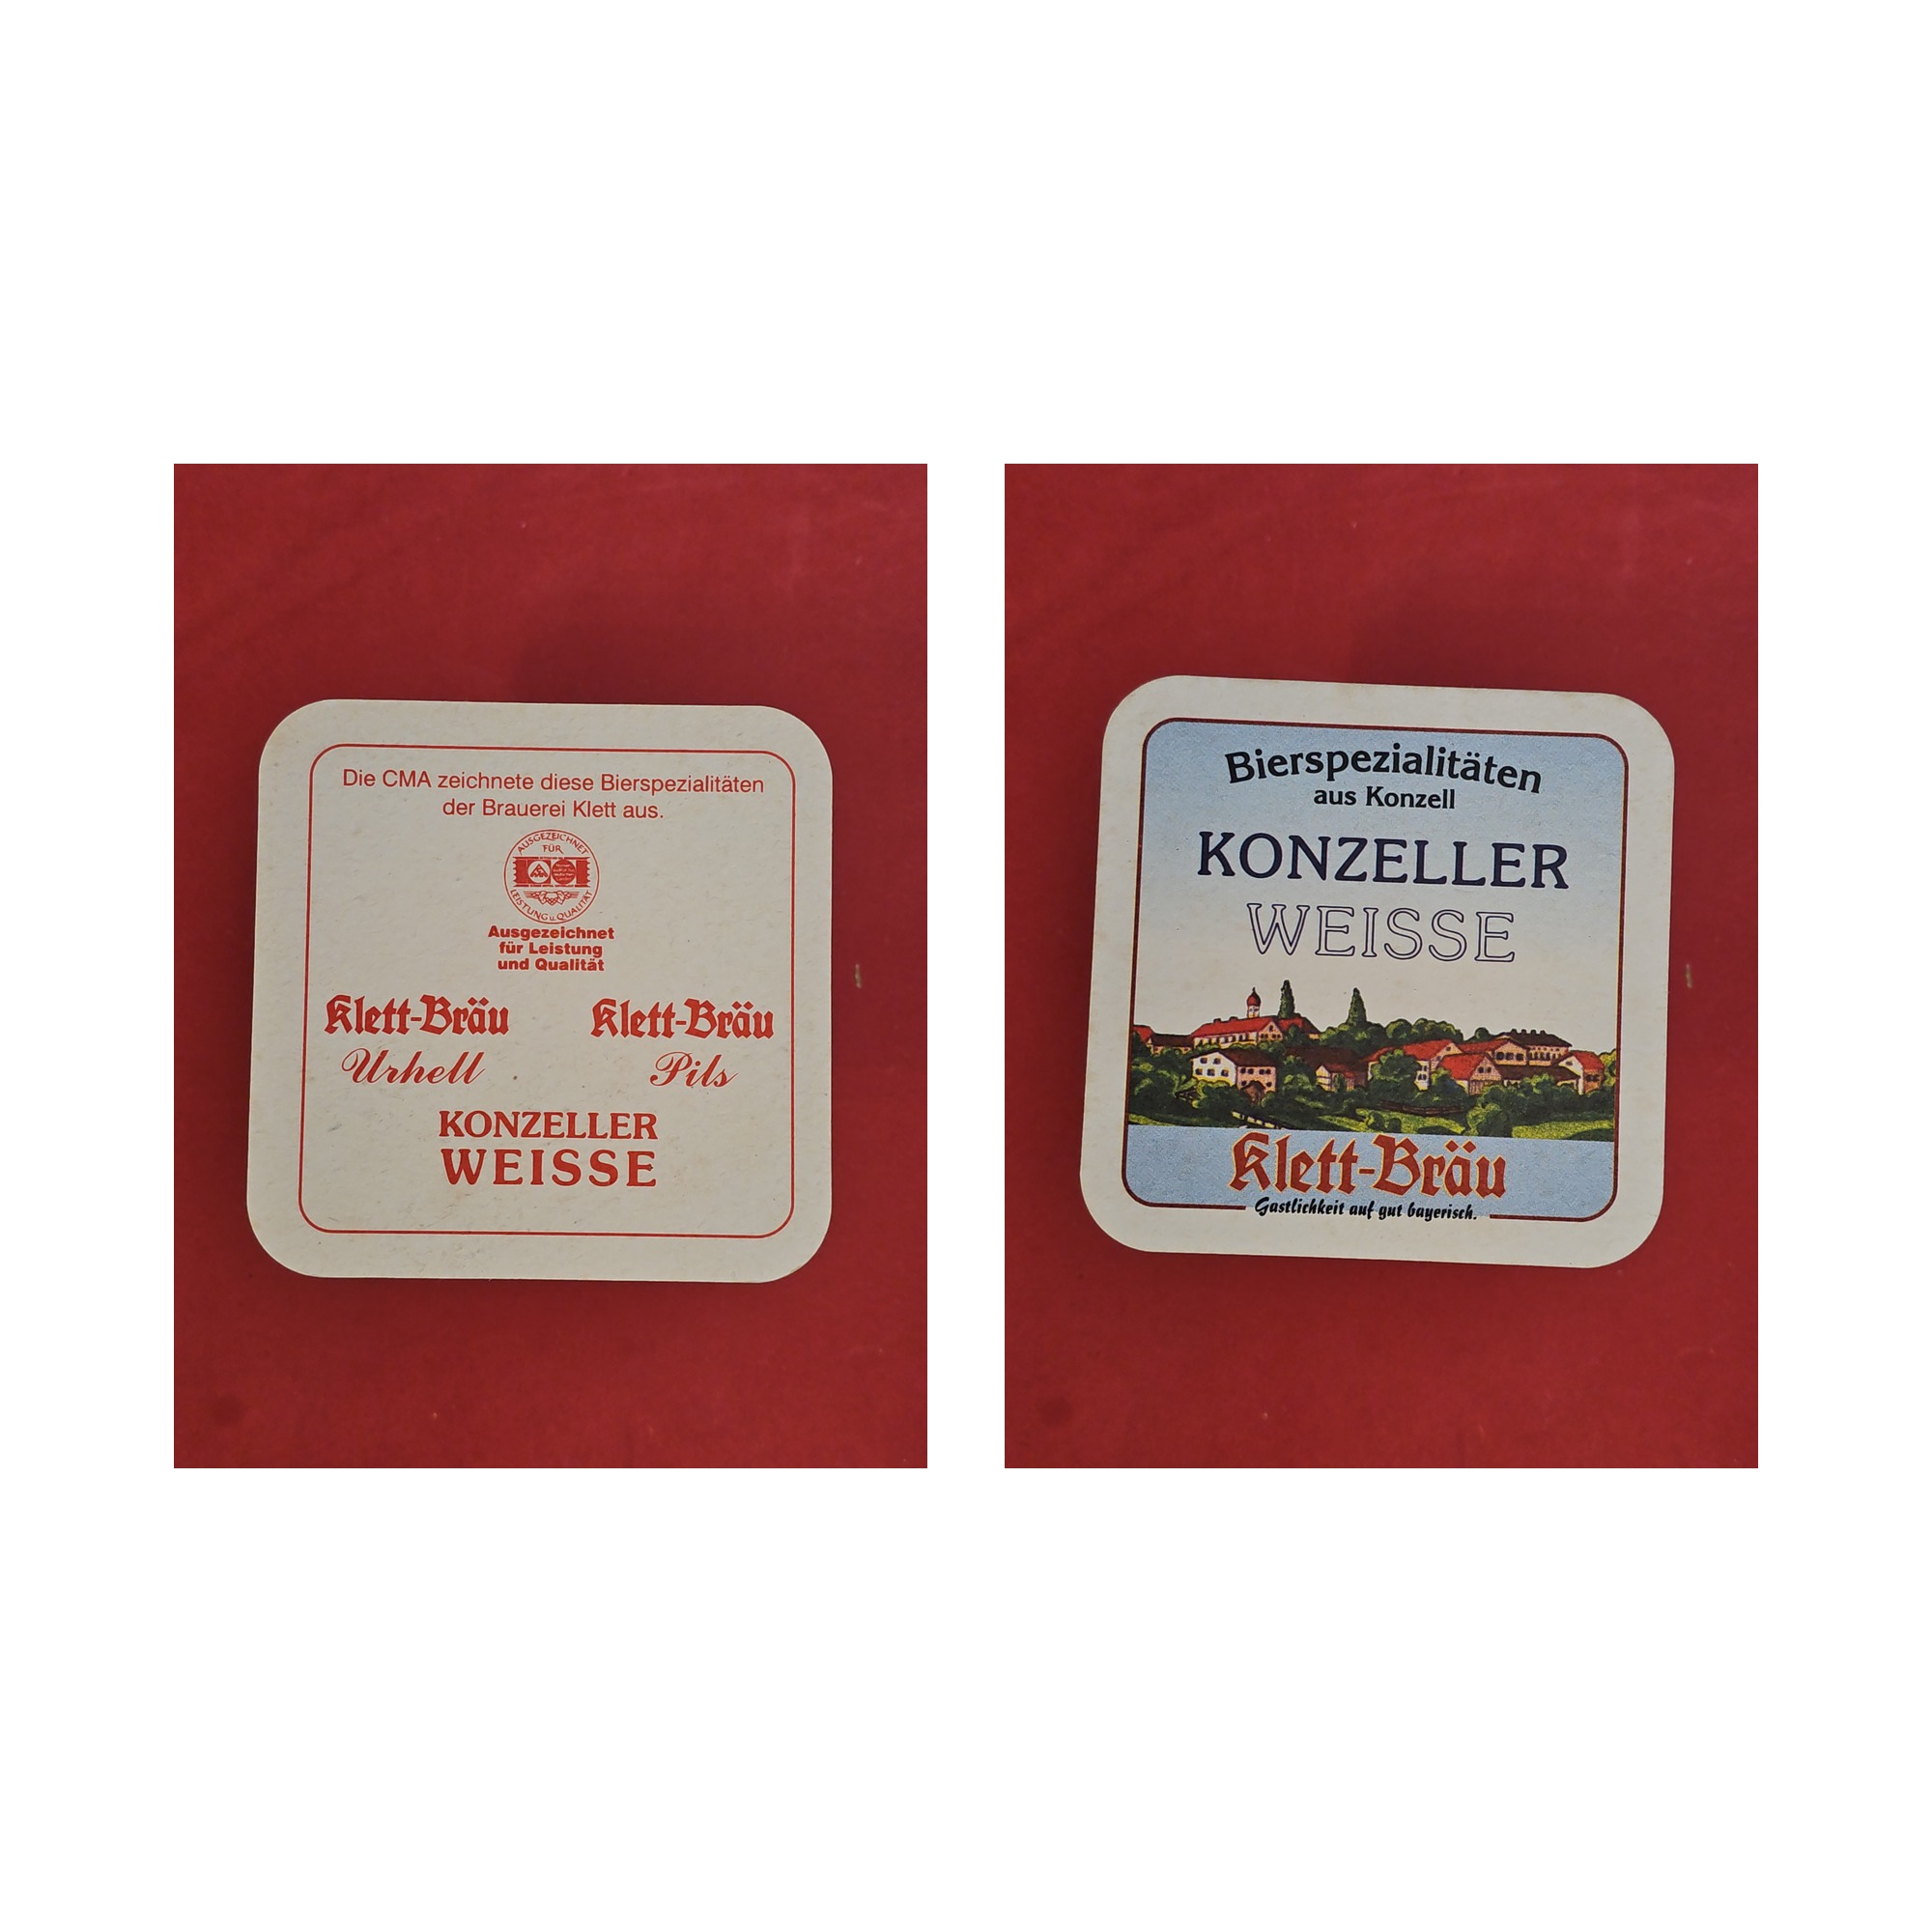 Die CMA zeichnete diese Bierspezialitäten
der Brauerei Klett aus.
AUSGEZEICHNET
FÜR
LEISTUNG u. QUALITÄT
Ausgezeichnet
für Leistung
und Qualität
Klett-Bräu
Urhell
Klett-Bräu
Pils
KONZELLER
WEISSE
Bierspezialitäten
aus Konzell
KONZELLER
WEISSE
Klett-Bräu
Gastlichkeit auf gut bayerisch.